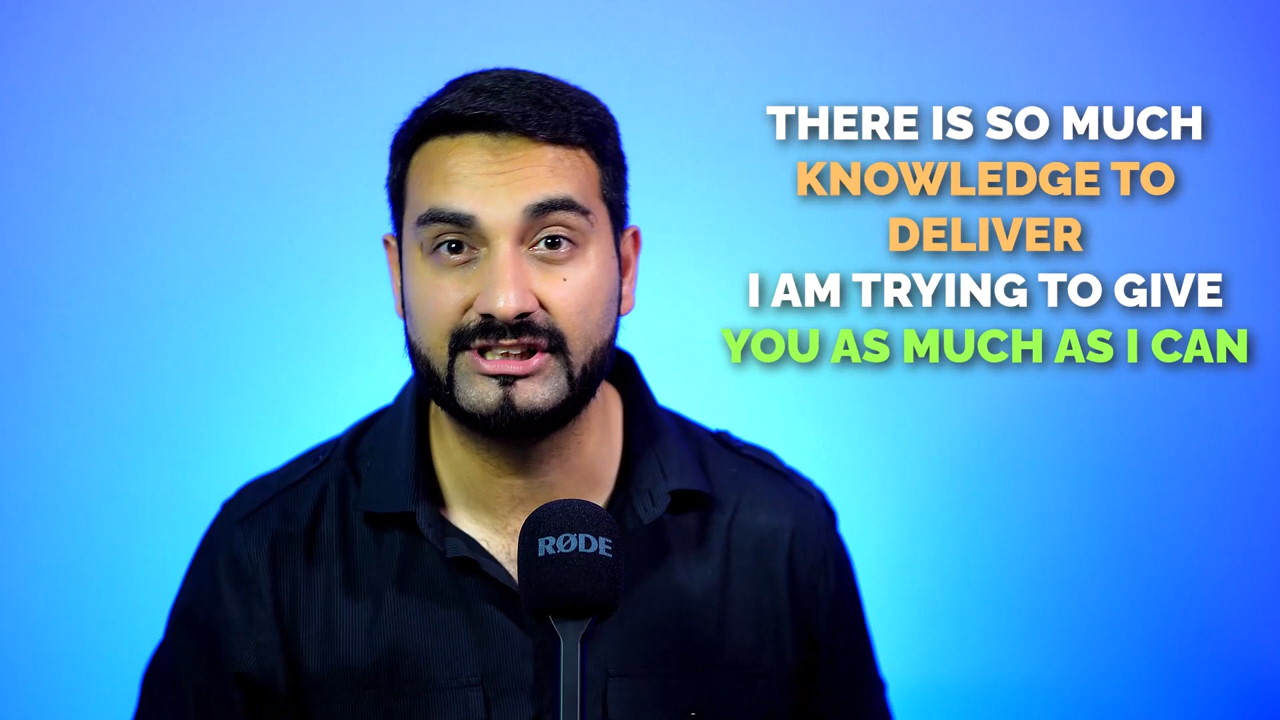 THERE IS SO MUCH
KNOWLEDGE TO
DELIVER
I AM TRYING TO GIVE
YOU AS MUCH AS I CAN
RØDE